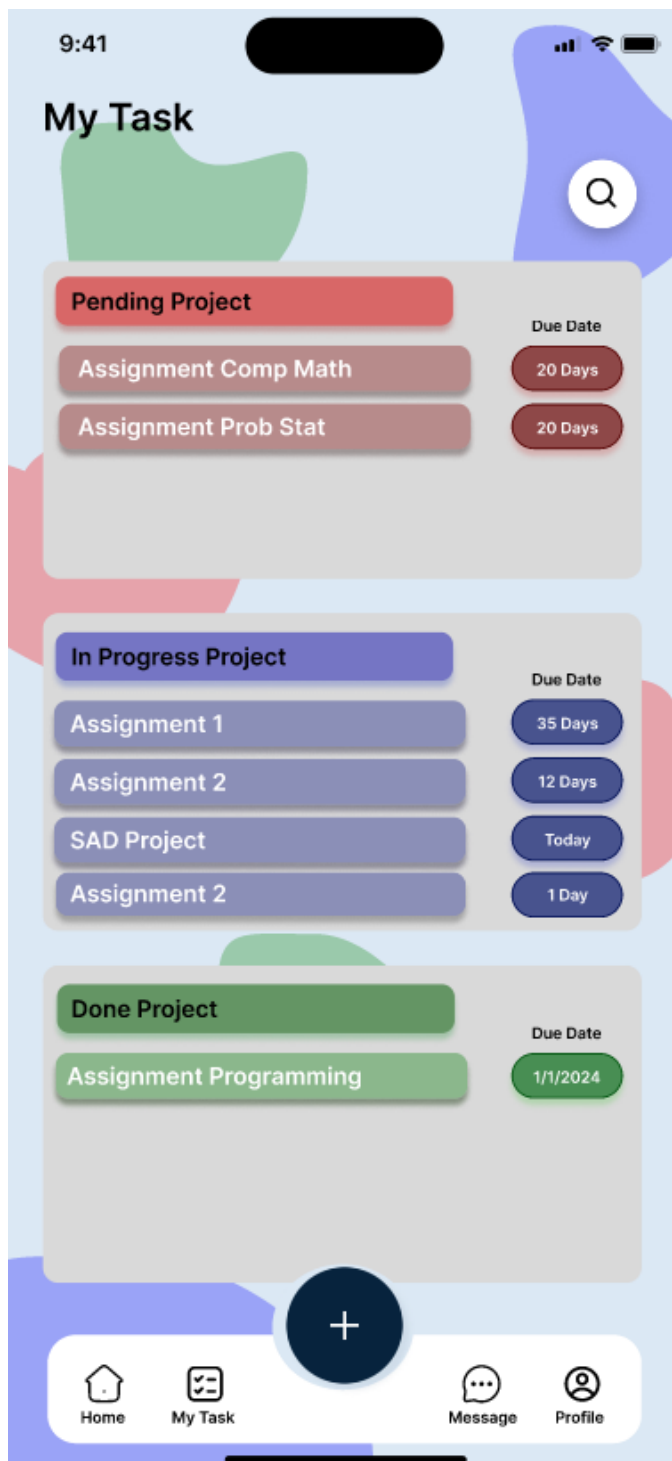 9:41
My Task
Pending Project
Due Date
Assignment Comp Math 20 Days
Assignment Prob Stat 20 Days
In Progress Project
Due Date
Assignment 1 35 Days
Assignment 2 12 Days
SAD Project Today
Assignment 2 1 Day
Done Project
Due Date
Assignment Programming 1/1/2024
+
Home My Task Message Profile